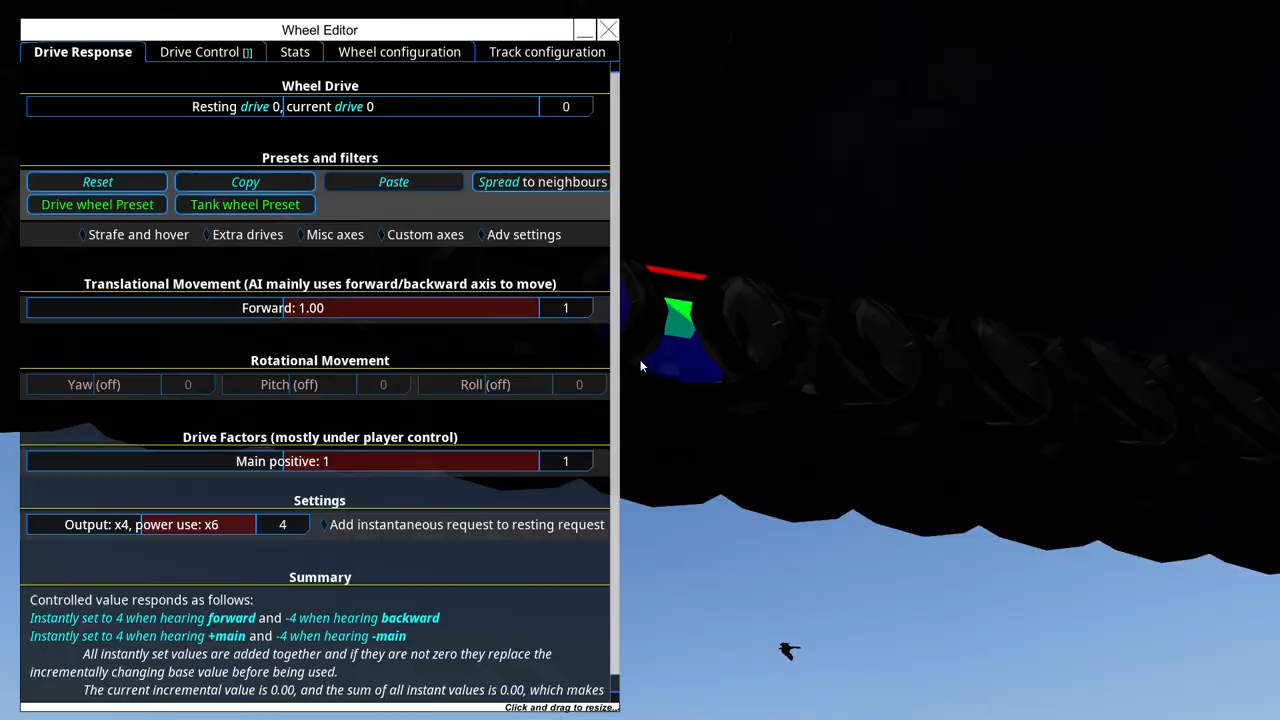 Wheel Editor
Drive Response Drive Control [] Stats Wheel configuration Track configuration
Wheel Drive
Resting drive 0, current drive 0 0
Presets and filters
Reset Copy Paste Spread to neighbours
Drive wheel Preset Tank wheel Preset
Strafe and hover Extra drives Misc axes Custom axes Adv settings
Translational Movement (AI mainly uses forward/backward axis to move)
Forward: 1.00 1
Rotational Movement
Yaw (off) 0 Pitch (off) 0 Roll (off) 0
Drive Factors (mostly under player control)
Main positive: 1 1
Settings
Output: x4, power use: x6 4 Add instantaneous request to resting request
Summary
Controlled value responds as follows:
Instantly set to 4 when hearing forward and -4 when hearing backward
Instantly set to 4 when hearing +main and -4 when hearing -main
All instantly set values are added together and if they are not zero they replace the
incrementally changing base value before being used.
The current incremental value is 0.00, and the sum of all instant values is 0.00, which makes
Click and drag to resize...